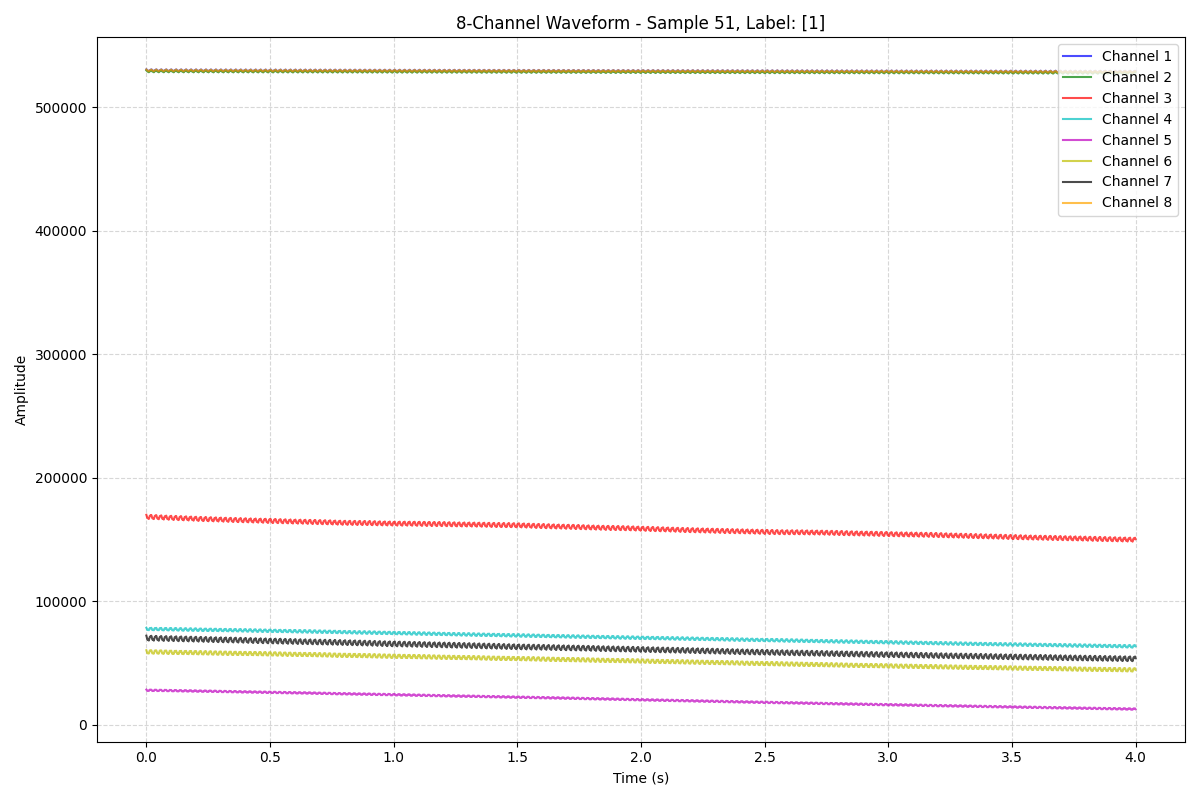 8-Channel Waveform - Sample 51, Label: [1]
Channel 1
Channel 2
Channel 3
Channel 4
Channel 5
Channel 6
Channel 7
Channel 8
Amplitude
500000
400000
300000
200000
100000
0
0.0 0.5 1.0 1.5 2.0 2.5 3.0 3.5 4.0
Time (s)